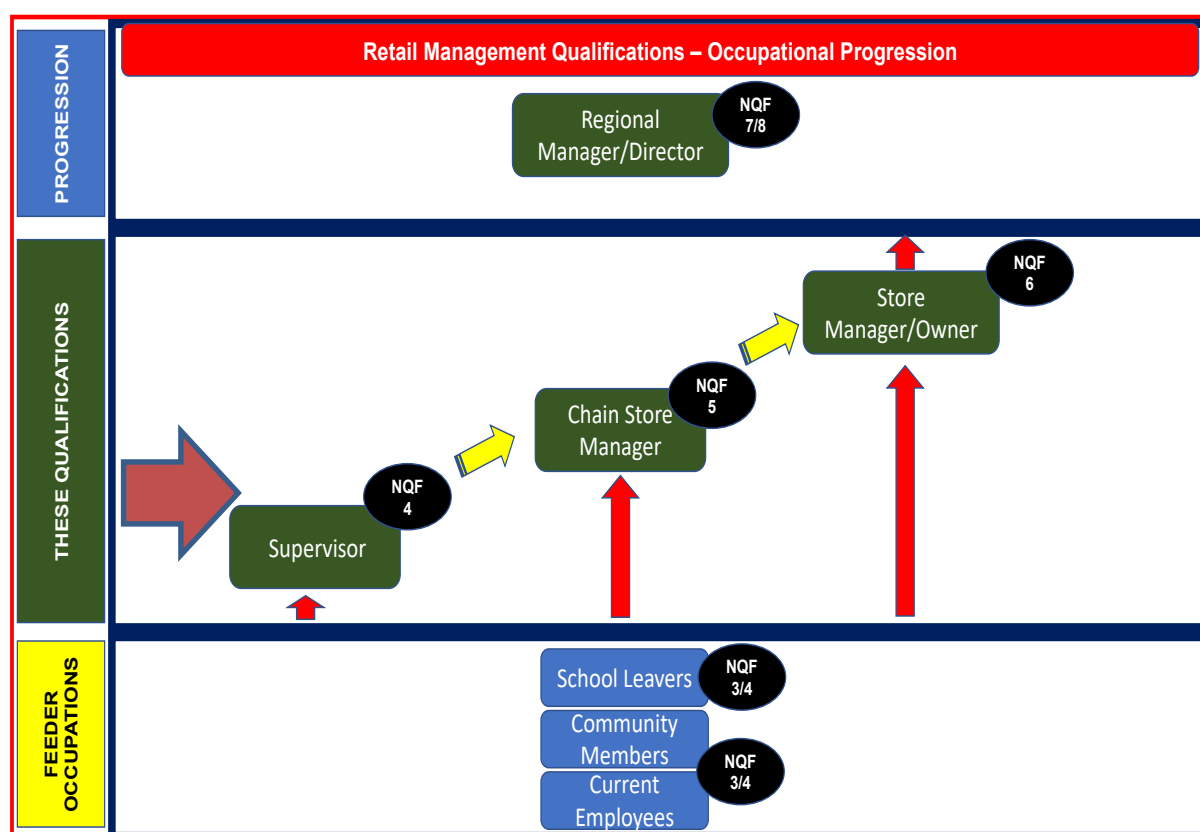 Retail Management Qualifications – Occupational Progression
PROGRESSION
Regional
Manager/Director
NQF
7/8
THESE QUALIFICATIONS
Store
Manager/Owner
NQF
6
Chain Store
Manager
NQF
5
Supervisor
NQF
4
FEEDER
OCCUPATIONS
School Leavers
NQF
3/4
Community
Members
Current
Employees
NQF
3/4